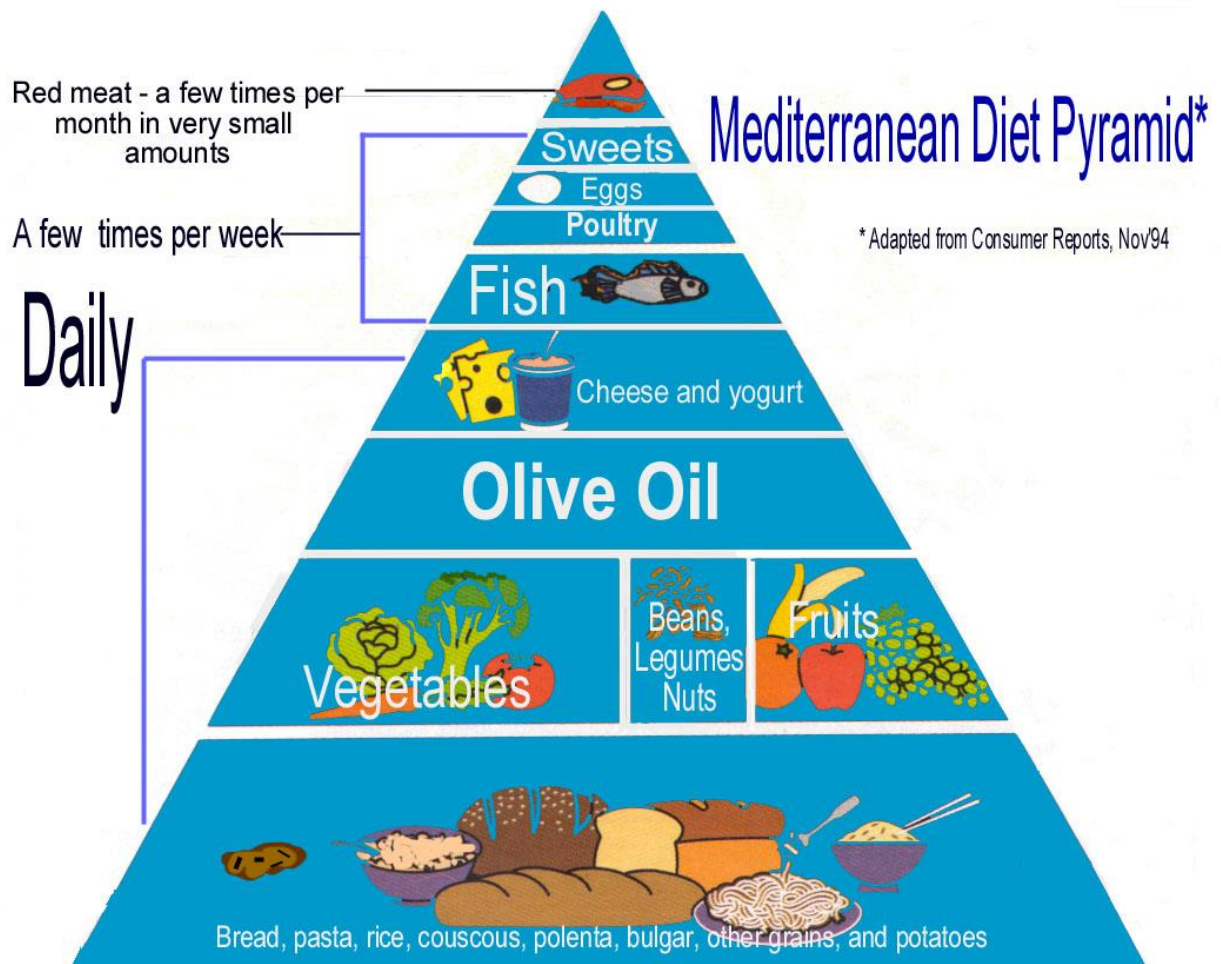 Red meat - a few times per
month in very small
amounts
Mediterranean Diet Pyramid*
* Adapted from Consumer Reports, Nov'94
Sweets
Eggs
Poultry
A few times per week
Fish
Daily
Cheese and yogurt
Olive Oil
Vegetables
Beans,
Legumes
Nuts
Fruits
Bread, pasta, rice, couscous, polenta, bulgar, other grains, and potatoes